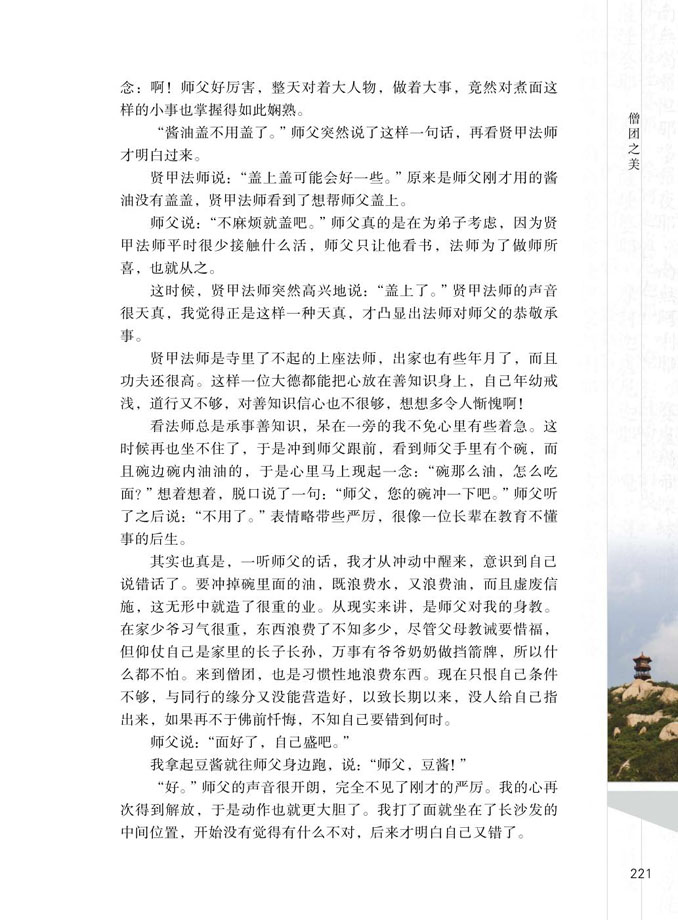 念：啊！师父好厉害，整天对着大人物，做着大事，竟然对煮面这
样的小事也掌握得如此娴熟。
“酱油盖不用盖了。”师父突然说了这样一句话，再看贤甲法师
才明白过来。
贤甲法师说：“盖上盖可能会好一些。”原来是师父刚才用的酱
油没有盖盖，贤甲法师看到了想帮师父盖上。
师父说：“不麻烦就盖吧。”师父真的是在为弟子考虑，因为贤
甲法师平时很少接触什么活，师父只让他看书，法师为了做师所
喜，也就从之。
这时候，贤甲法师突然高兴地说：“盖上了。”贤甲法师的声音
很天真，我觉得正是这样一种天真，才凸显出法师对师父的恭敬承
事。
贤甲法师是寺里了不起的上座法师，出家也有些年月了，而且
功夫还很高。这样一位大德都能把心放在善知识身上，自己年幼戒
浅，道行又不够，对善知识信心也不很够，想想多令人惭愧啊！
看法师总是承事善知识，呆在一旁的我不免心里有些着急。这
时候再也坐不住了，于是冲到师父跟前，看到师父手里有个碗，而
且碗边碗内油油的，于是心里马上现起一念：“碗那么油，怎么吃
面？”想着想着，脱口说了一句：“师父，您的碗冲一下吧。”师父听
了之后说：“不用了。”表情略带些严厉，很像一位长辈在教育不懂
事的后生。
其实也真是，一听师父的话，我才从冲动中醒来，意识到自己
说错话了。要冲掉碗里面的油，既浪费水，又浪费油，而且虚废信
施，这无形中就造了很重的业。从现实来讲，是师父对我的身教。
在家少爷习气很重，东西浪费了不知多少，尽管父母教诫要惜福，
但仰仗自己是家里的长子长孙，万事有爷爷奶奶做挡箭牌，所以什
么都不怕。来到僧团，也是习惯性地浪费东西。现在只恨自己条件
不够，与同行的缘分又没能营造好，以致长期以来，没人给自己指
出来，如果再不于佛前忏悔，不知自己要错到何时。
师父说：“面好了，自己盛吧。”
我拿起豆酱就往师父身边跑，说：“师父，豆酱！”
“好。”师父的声音很开朗，完全不见了刚才的严厉。我的心再
次得到解放，于是动作也就更大胆了。我打了面就坐在了长沙发的
中间位置，开始没有觉得有什么不对，后来才明白自己又错了。
僧团之美
221